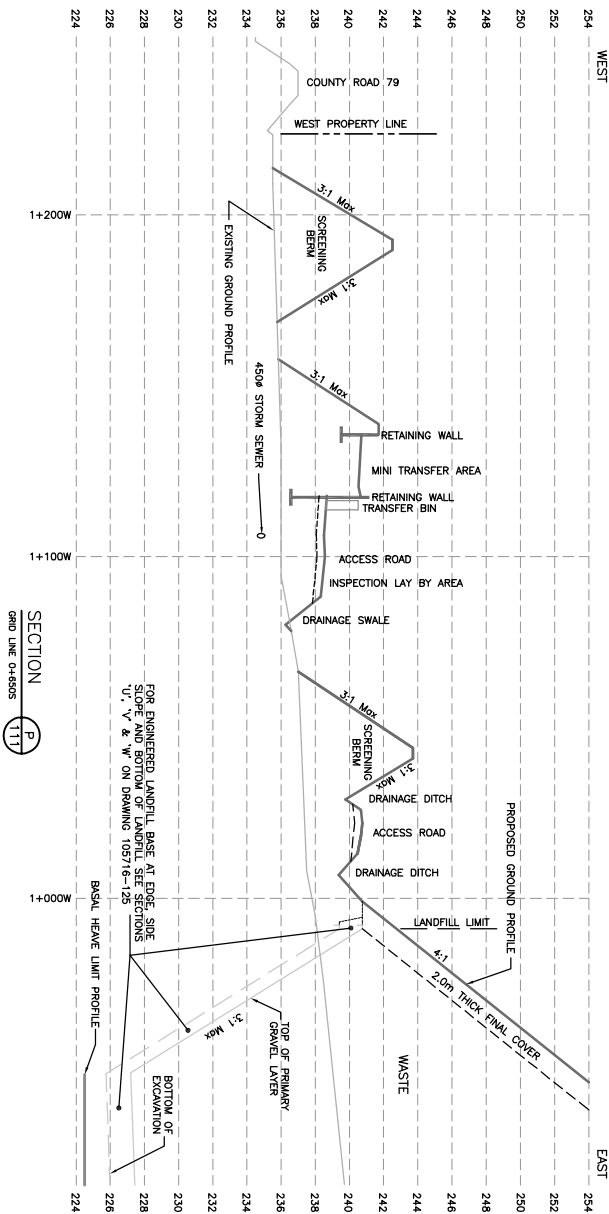 WEST
EAST
254
252
250
248
246
244
242
240
238
236
234
232
230
228
226
224
254
252
250
248
246
244
242
240
238
236
234
232
230
228
226
224
COUNTY ROAD 79
WEST PROPERTY LINE
1+200W
3:1 Max
SCREENING
BERM
3:1 Max
EXISTING GROUND PROFILE
450ø STORM SEWER
3:1 Max
RETAINING WALL
MINI TRANSFER AREA
RETAINING WALL
TRANSFER BIN
1+100W
ACCESS ROAD
INSPECTION LAY BY AREA
DRAINAGE SWALE
3:1 Max
SCREENING
BERM
3:1 Max
DRAINAGE DITCH
ACCESS ROAD
DRAINAGE DITCH
PROPOSED GROUND PROFILE
1+000W
LANDFILL LIMIT
4:1
2.0m THICK FINAL COVER
WASTE
3:1 Max
TOP OF PRIMARY
GRAVEL LAYER
BOTTOM OF
EXCAVATION
BASAL HEAVE LIMIT PROFILE
FOR ENGINEERED LANDFILL BASE AT EDGE, SIDE
SLOPE AND BOTTOM OF LANDFILL SEE SECTIONS
'U', 'V' & 'W' ON DRAWING 105716-125
SECTION
GRID LINE 0+650S
P
111